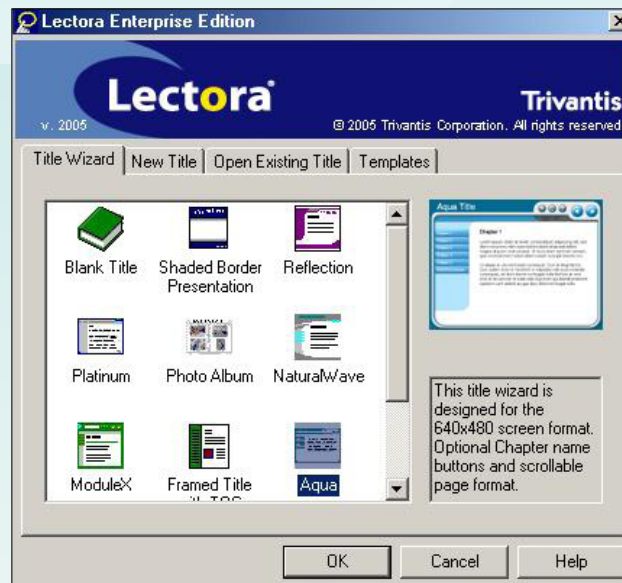 Lectora Enterprise Edition
Lectora
Trivantis
v. 2005
© 2005 Trivantis Corporation. All rights reserved
Title Wizard
New Title
Open Existing Title
Templates
Blank Title
Shaded Border
Presentation
Reflection
Platinum
Photo Album
NaturalWave
ModuleX
Framed Title
Aqua
Aqua Title
Chapter 1
This title wizard is
designed for the
640x480 screen format.
Optional Chapter name
buttons and scrollable
page format.
OK
Cancel
Help